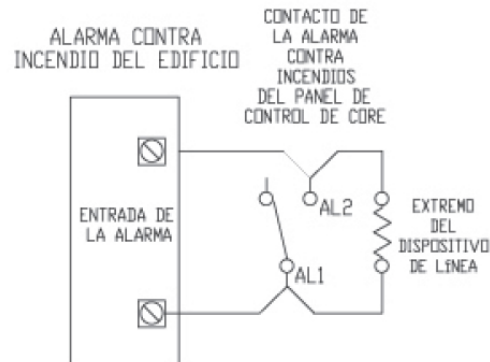 ALARMA CONTRA
INCENDIO DEL EDIFICIO
CONTACTO DE
LA ALARMA
CONTRA
INCENDIOS
DEL PANEL DE
CONTROL DE CORE
ENTRADA DE
LA ALARMA
AL2
AL1
EXTREMO
DEL
DISPOSITIVO
DE LÍNEA